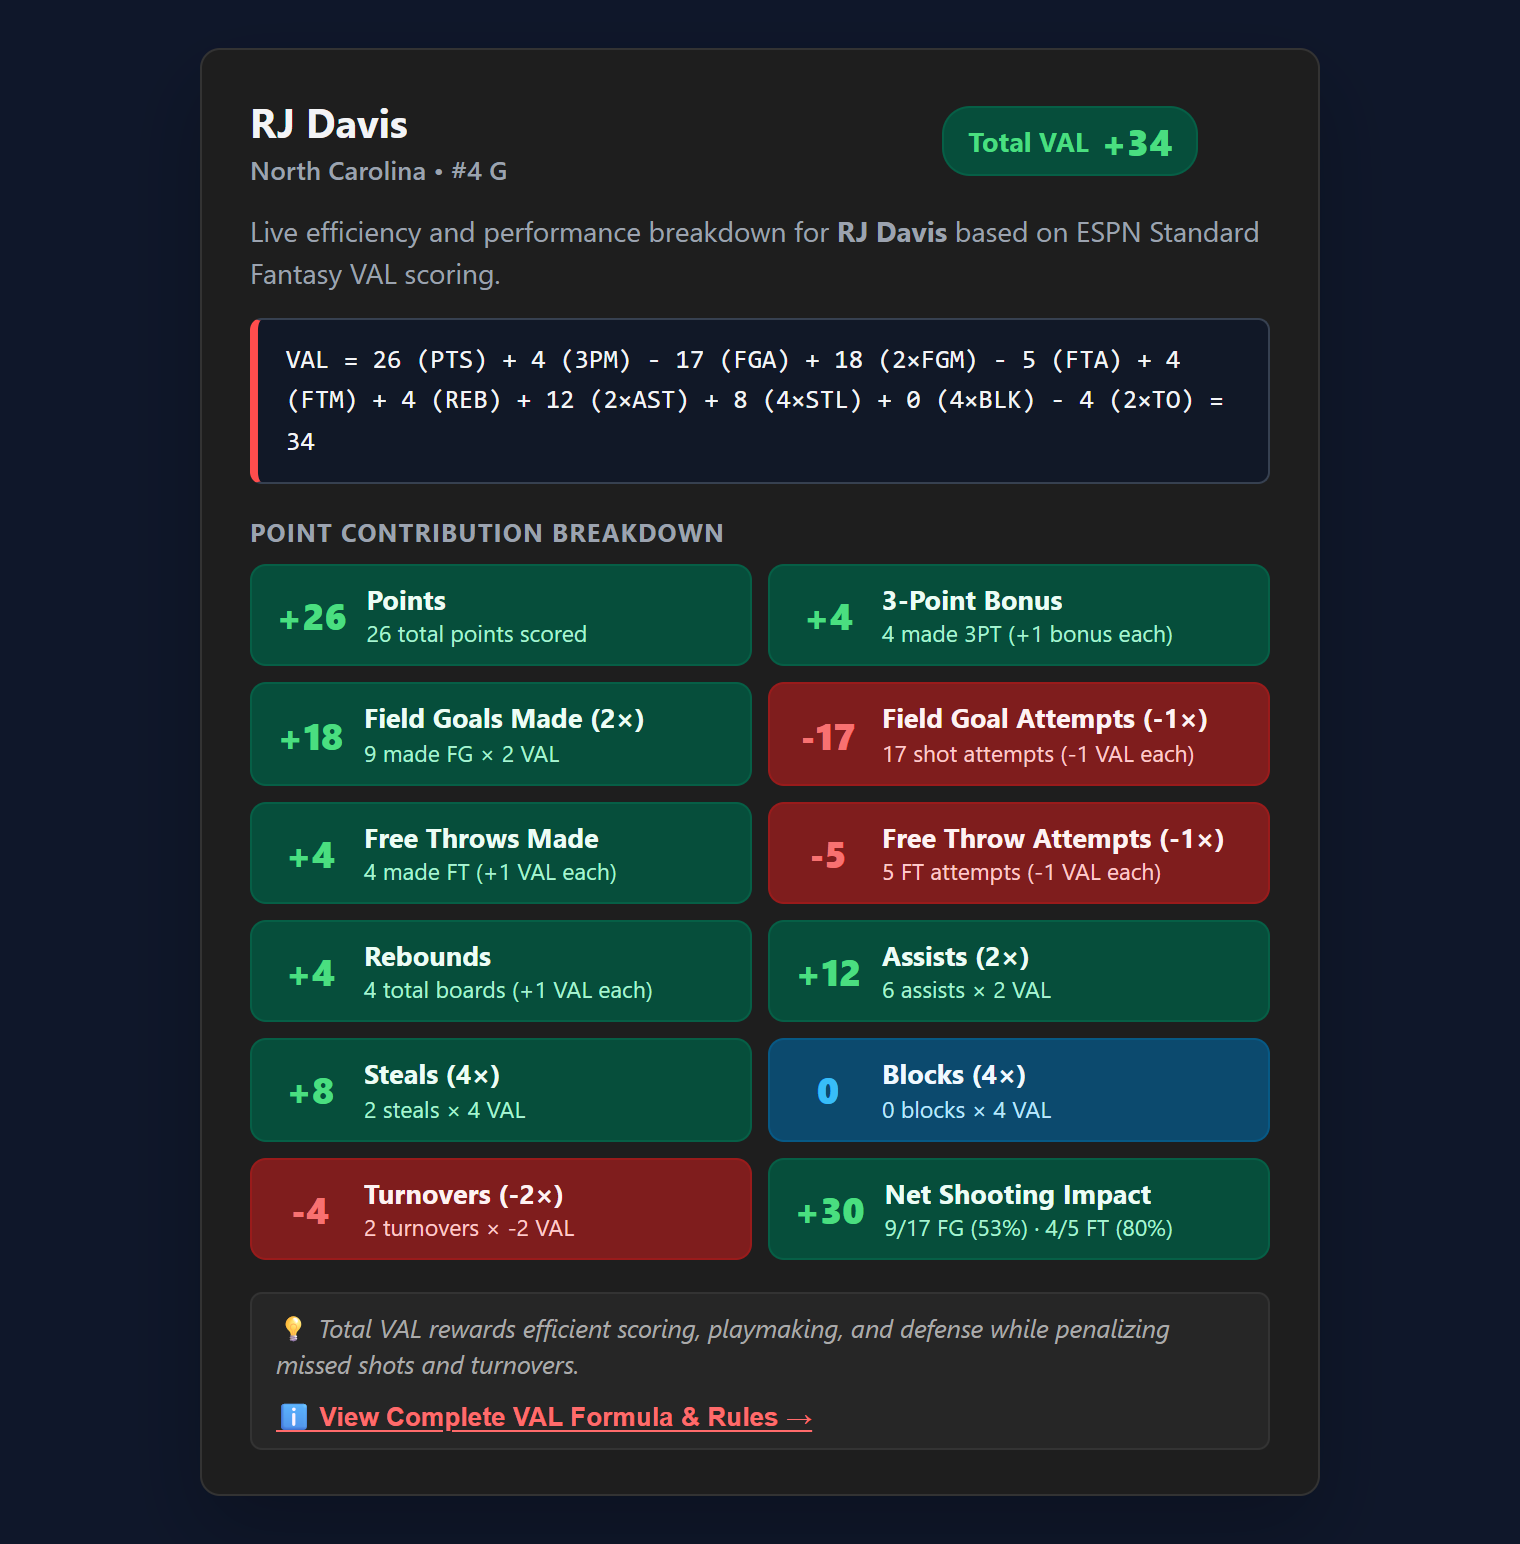 RJ Davis
North Carolina • #4 G
Total VAL +34
Live efficiency and performance breakdown for RJ Davis based on ESPN Standard
Fantasy VAL scoring.
VAL = 26 (PTS) + 4 (3PM) - 17 (FGA) + 18 (2×FGM) - 5 (FTA) + 4
(FTM) + 4 (REB) + 12 (2×AST) + 8 (4×STL) + 0 (4×BLK) - 4 (2×TO) =
34
POINT CONTRIBUTION BREAKDOWN
+26
Points
26 total points scored
+4
3-Point Bonus
4 made 3PT (+1 bonus each)
+18
Field Goals Made (2×)
9 made FG × 2 VAL
-17
Field Goal Attempts (-1×)
17 shot attempts (-1 VAL each)
+4
Free Throws Made
4 made FT (+1 VAL each)
-5
Free Throw Attempts (-1×)
5 FT attempts (-1 VAL each)
+4
Rebounds
4 total boards (+1 VAL each)
+12
Assists (2×)
6 assists × 2 VAL
+8
Steals (4×)
2 steals × 4 VAL
0
Blocks (4×)
0 blocks × 4 VAL
-4
Turnovers (-2×)
2 turnovers × -2 VAL
+30
Net Shooting Impact
9/17 FG (53%) · 4/5 FT (80%)
💡 Total VAL rewards efficient scoring, playmaking, and defense while penalizing
missed shots and turnovers.
ℹ️ View Complete VAL Formula & Rules →